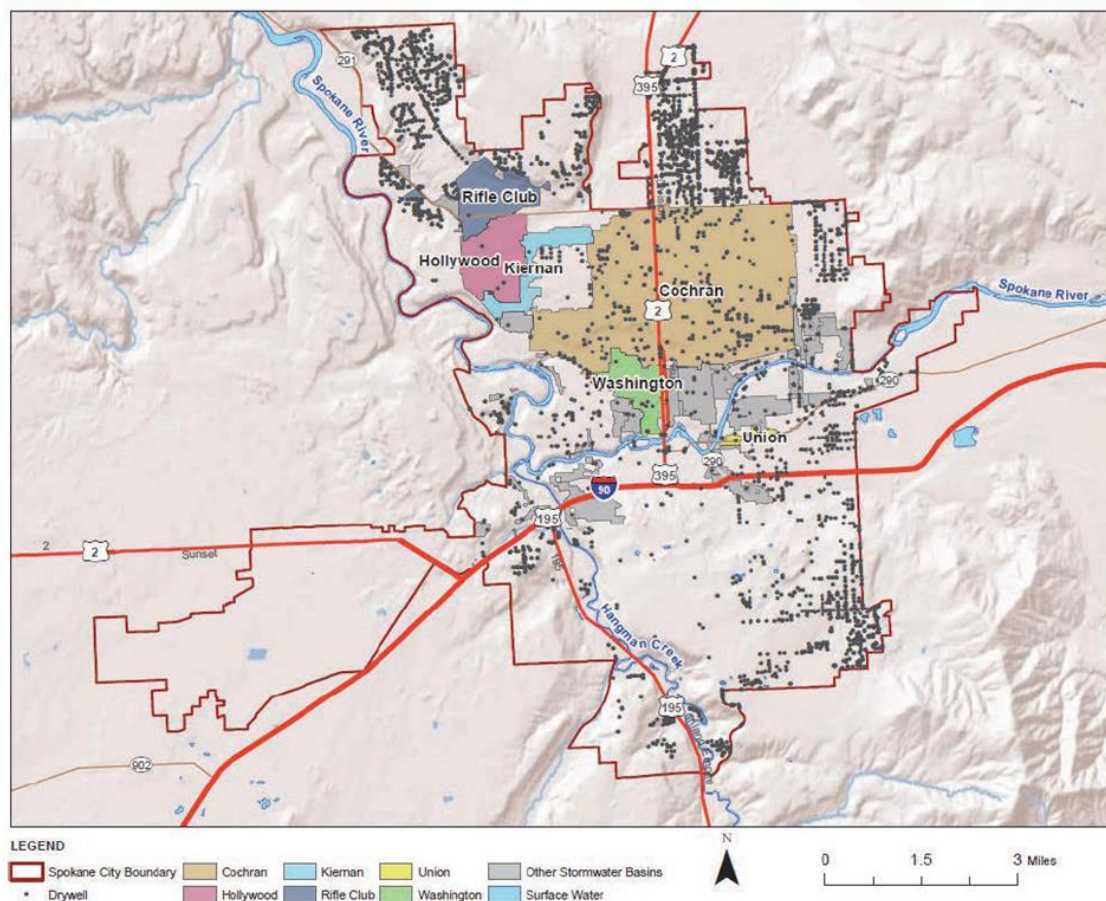 2
291
395
Spokane River
Rifle Club
Hollywood
Kiernan
Cochran
2
Spokane River
Washington
290
Union
290
395
90
195
2
2
Sunsel
195
Hangman Creek
195
902
LEGEND
N
0 1.5 3 Miles
Spokane City Boundary Cochran Kiernan Union Other Stormwater Basins
Drywell Hollywood Rifle Club Washington Surface Water